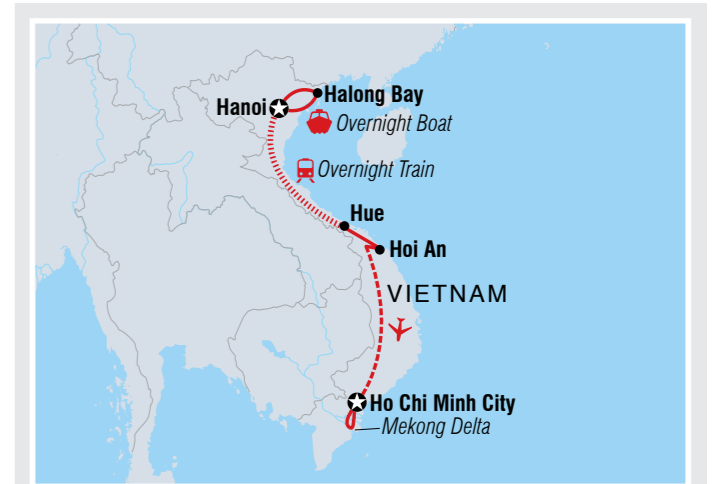 Halong Bay
Hanoi
Overnight Boat
Overnight Train
Hue
Hoi An
VIETNAM
Ho Chi Minh City
Mekong Delta